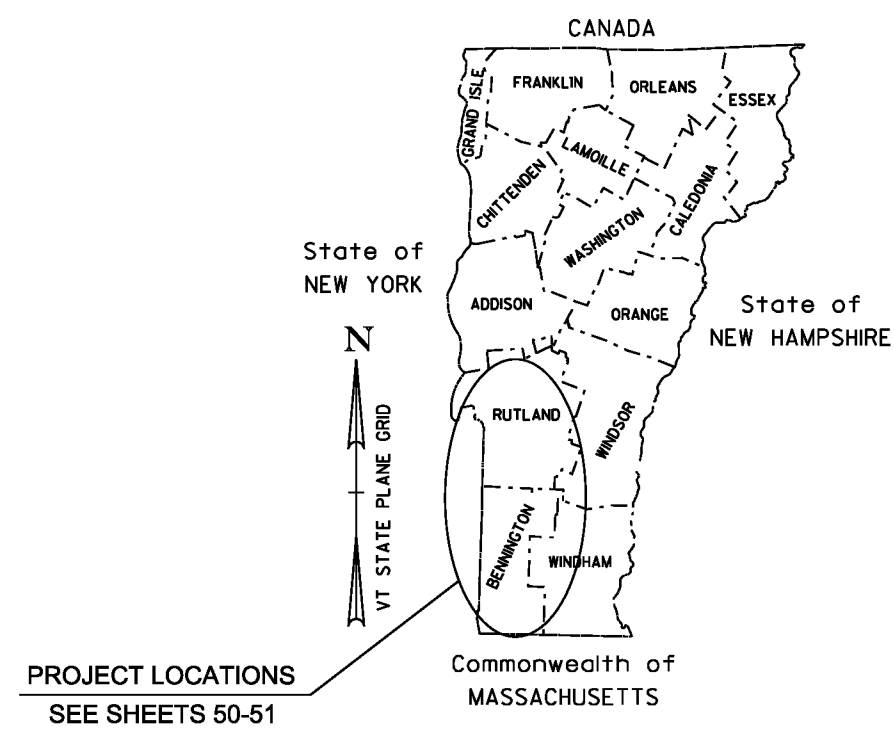 CANADA
GRAND ISLE
FRANKLIN
ORLEANS
ESSEX
LAMOILLE
CHITTENDEN
CALEDONIA
WASHINGTON
State of
NEW YORK
ADDISON
ORANGE
State of
NEW HAMPSHIRE
N
VT STATE PLANE GRID
RUTLAND
WINDSOR
BENNINGTON
WINDHAM
PROJECT LOCATIONS
SEE SHEETS 50-51
Commonwealth of
MASSACHUSETTS